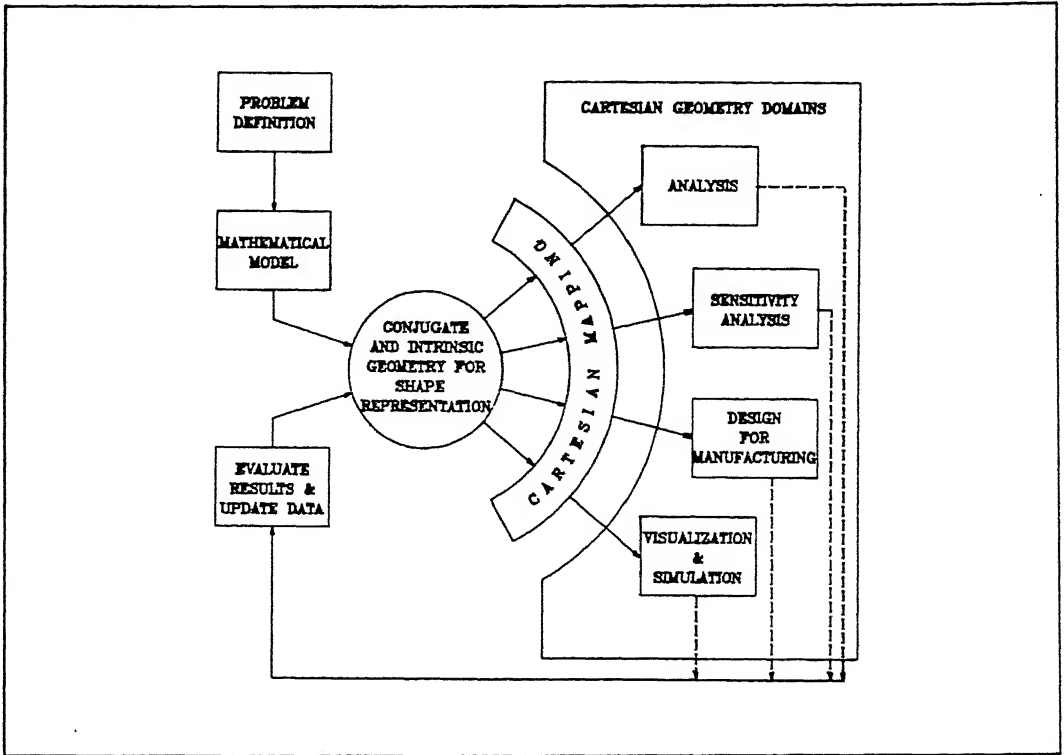 PROBLEM
DEFINITION
MATHEMATICAL
MODEL
CONJUGATE
AND INTRINSIC
GEOMETRY FOR
SHAPE
REPRESENTATION
EVALUATE
RESULTS &
UPDATE DATA
CARTESIAN MAPPING
CARTESIAN GEOMETRY DOMAINS
ANALYSIS
SENSITIVITY
ANALYSIS
DESIGN
FOR
MANUFACTURING
VISUALIZATION
&
SIMULATION